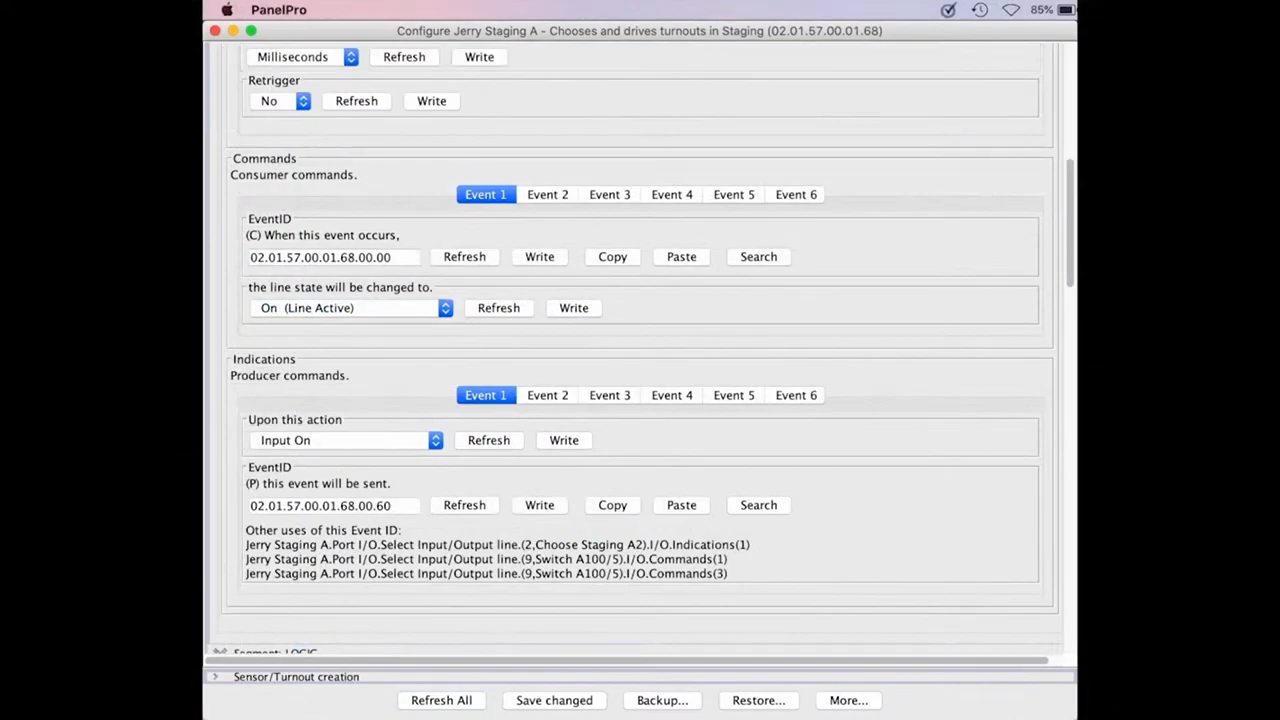 PanelPro 85%
Configure Jerry Staging A - Chooses and drives turnouts in Staging (02.01.57.00.01.68)
Milliseconds Refresh Write
Retrigger
No Refresh Write
Commands
Consumer commands.
Event 1 Event 2 Event 3 Event 4 Event 5 Event 6
EventID
(C) When this event occurs,
02.01.57.00.01.68.00.00 Refresh Write Copy Paste Search
the line state will be changed to.
On (Line Active) Refresh Write
Indications
Producer commands.
Event 1 Event 2 Event 3 Event 4 Event 5 Event 6
Upon this action
Input On Refresh Write
EventID
(P) this event will be sent.
02.01.57.00.01.68.00.60 Refresh Write Copy Paste Search
Other uses of this Event ID:
Jerry Staging A.Port I/O.Select Input/Output line.(2,Choose Staging A2).I/O.Indications(1)
Jerry Staging A.Port I/O.Select Input/Output line.(9,Switch A100/5).I/O.Commands(1)
Jerry Staging A.Port I/O.Select Input/Output line.(9,Switch A100/5).I/O.Commands(3)
Segment: LOGIC
Sensor/Turnout creation
Refresh All Save changed Backup... Restore... More...